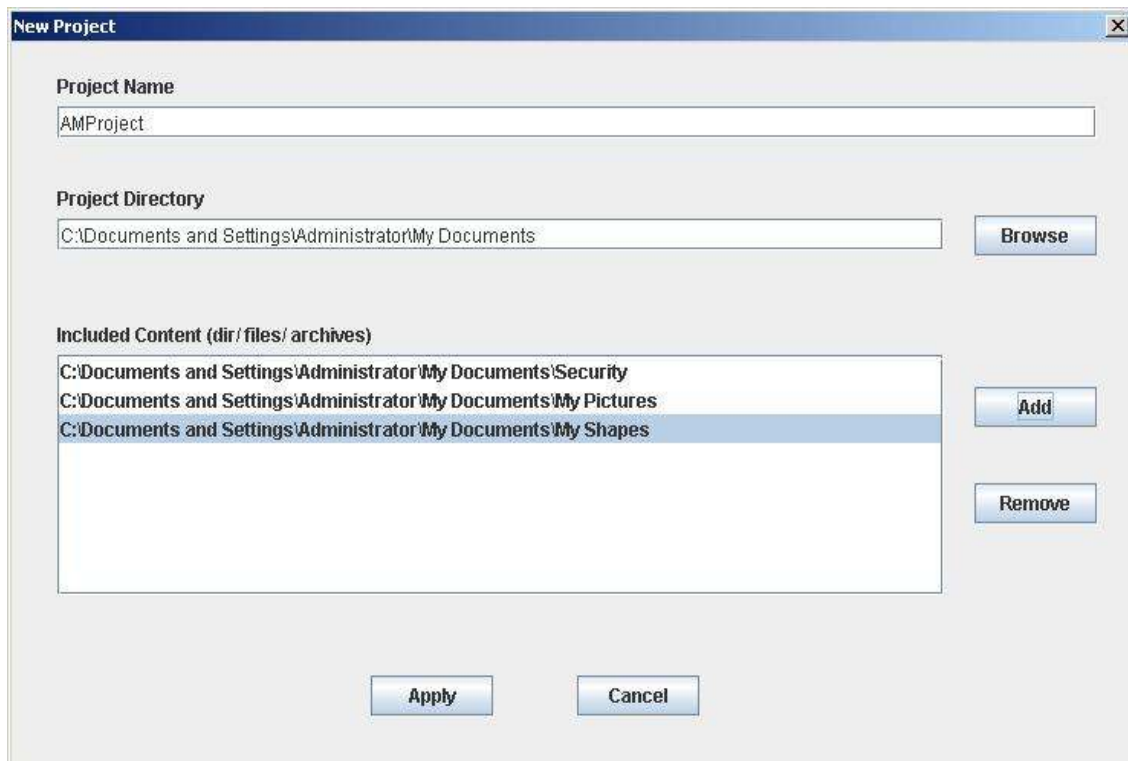 New Project
Project Name
AMProject
Project Directory
C:\Documents and Settings\Administrator\My Documents
Browse
Included Content (dir/ files/ archives)
C:\Documents and Settings\Administrator\My Documents\Security
C:\Documents and Settings\Administrator\My Documents\My Pictures
C:\Documents and Settings\Administrator\My Documents\My Shapes
Add
Remove
Apply
Cancel